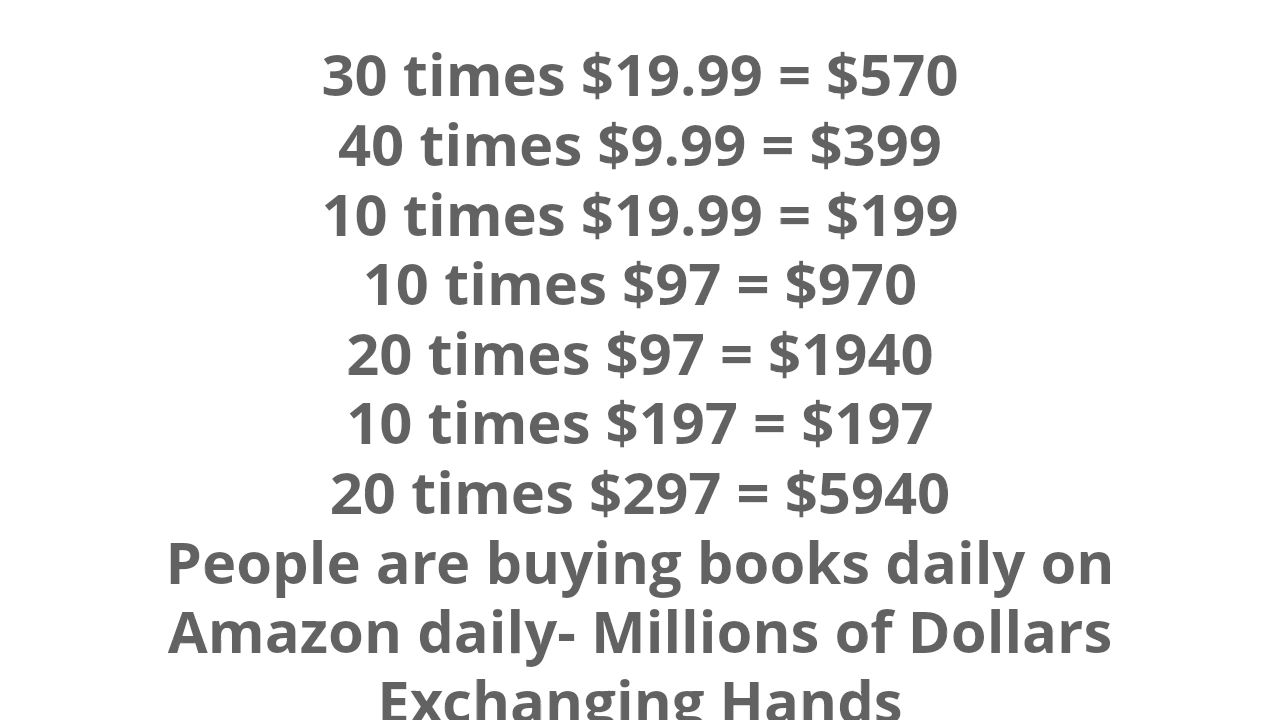 30 times $19.99 = $570
40 times $9.99 = $399
10 times $19.99 = $199
10 times $97 = $970
20 times $97 = $1940
10 times $197 = $197
20 times $297 = $5940
People are buying books daily on
Amazon daily- Millions of Dollars
Exchanging Hands